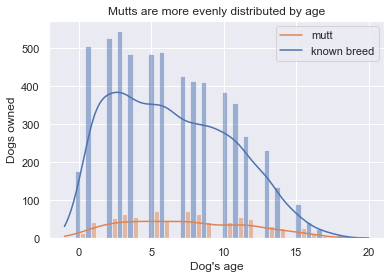 Mutts are more evenly distributed by age
mutt
known breed
500
400
300
200
100
0
Dogs owned
0 5 10 15 20
Dog's age